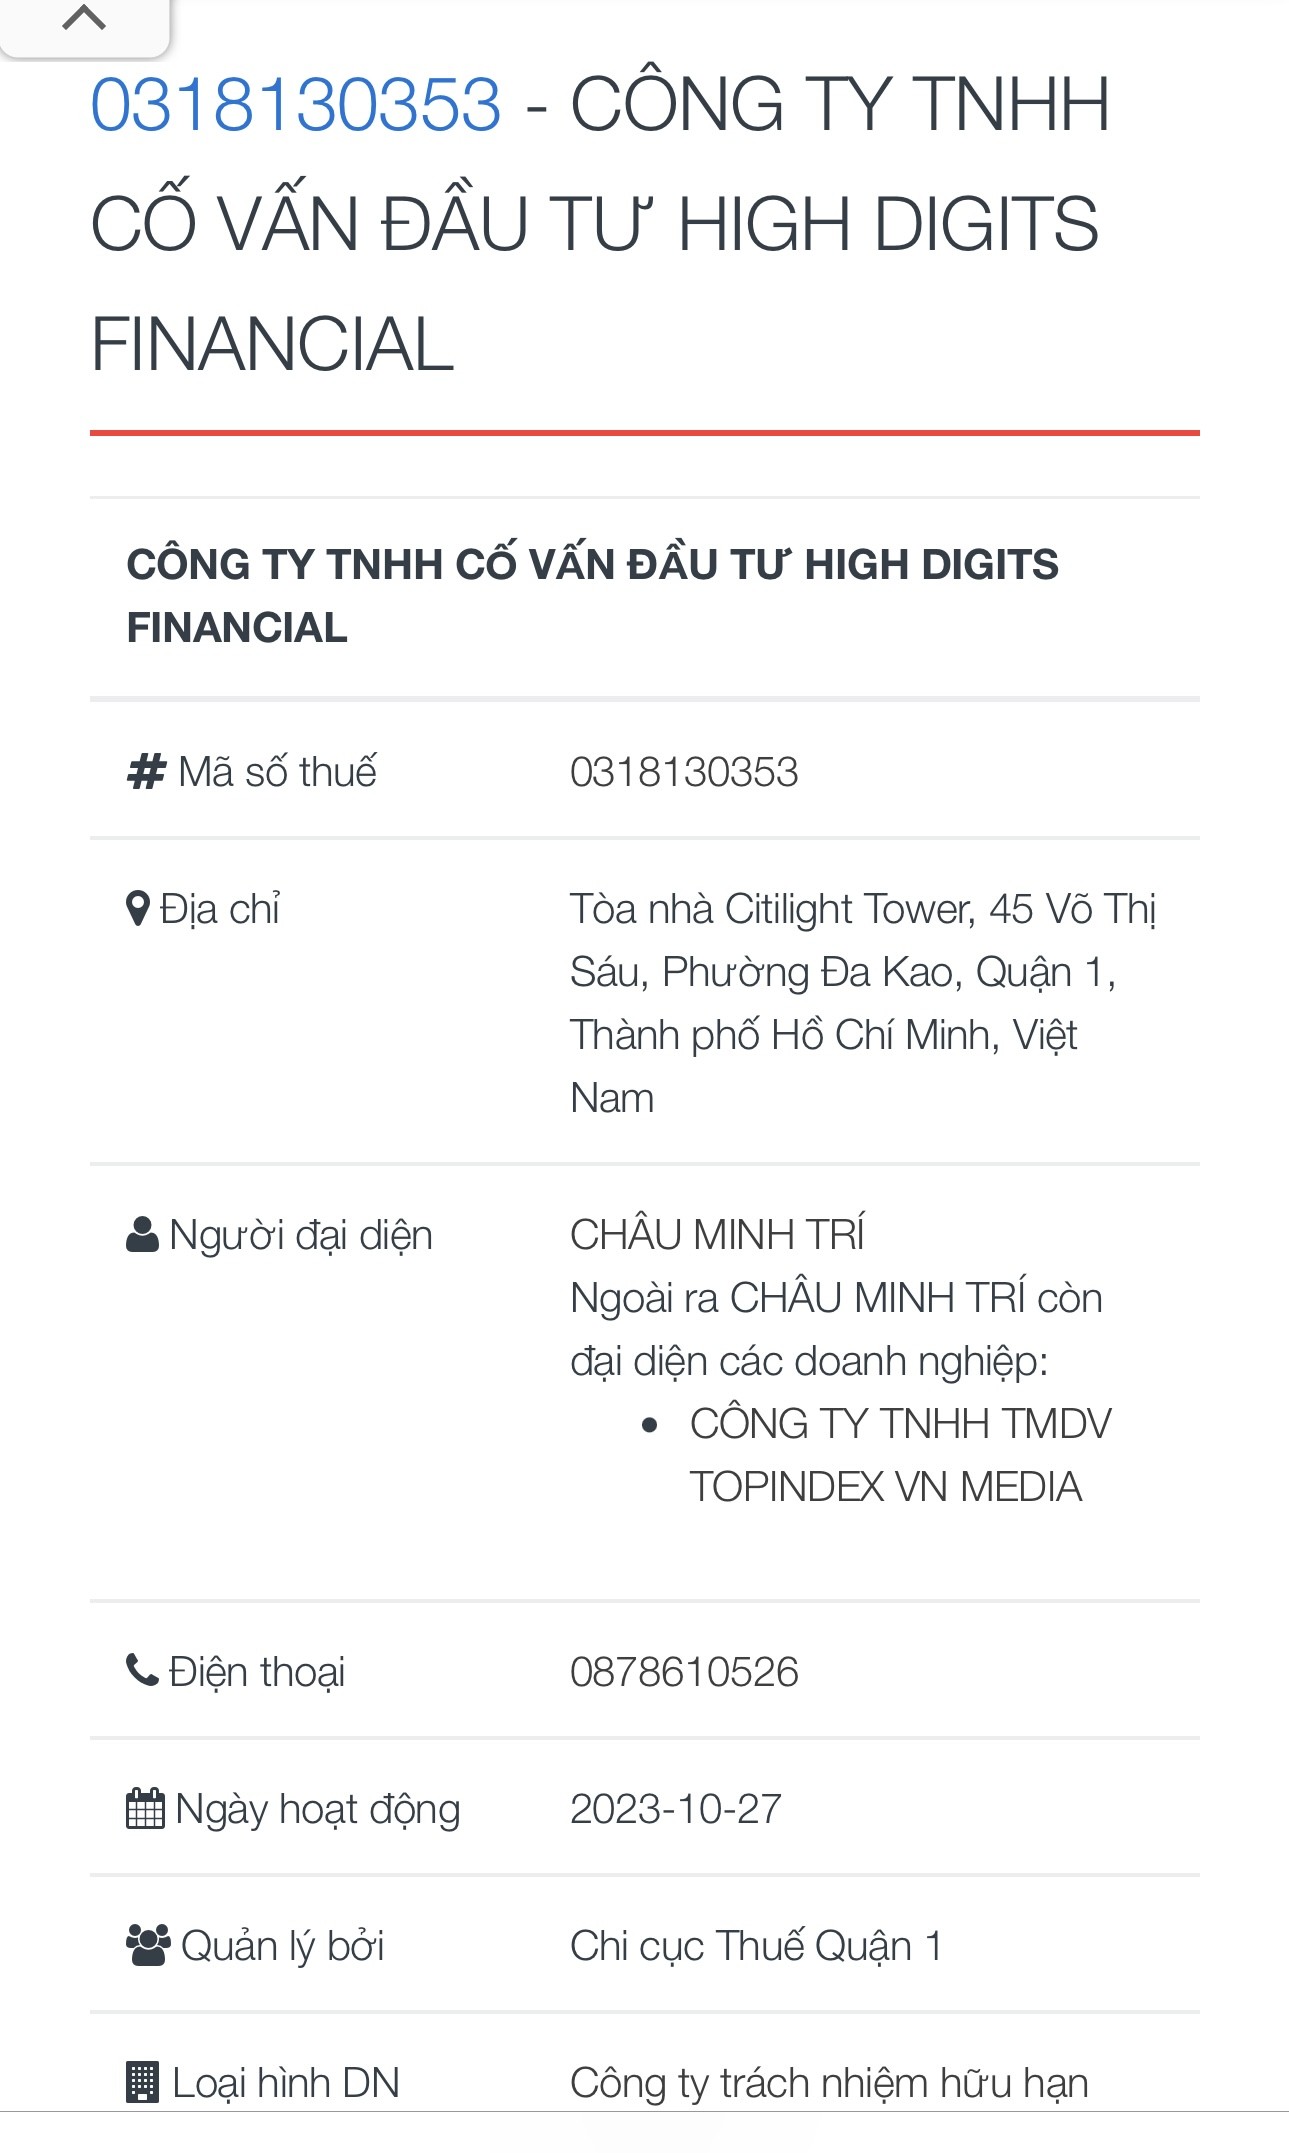 0318130353 - CÔNG TY TNHH
CỐ VẤN ĐẦU TƯ HIGH DIGITS
FINANCIAL
CÔNG TY TNHH CỐ VẤN ĐẦU TƯ HIGH DIGITS
FINANCIAL
Mã số thuế 0318130353
Địa chỉ Tòa nhà Citilight Tower, 45 Võ Thị
Sáu, Phường Đa Kao, Quận 1,
Thành phố Hồ Chí Minh, Việt
Nam
Người đại diện CHÂU MINH TRÍ
Ngoài ra CHÂU MINH TRÍ còn
đại diện các doanh nghiệp:
• CÔNG TY TNHH TMDV
TOPINDEX VN MEDIA
Điện thoại 0878610526
Ngày hoạt động 2023-10-27
Quản lý bởi Chi cục Thuế Quận 1
Loại hình DN Công ty trách nhiệm hữu hạn